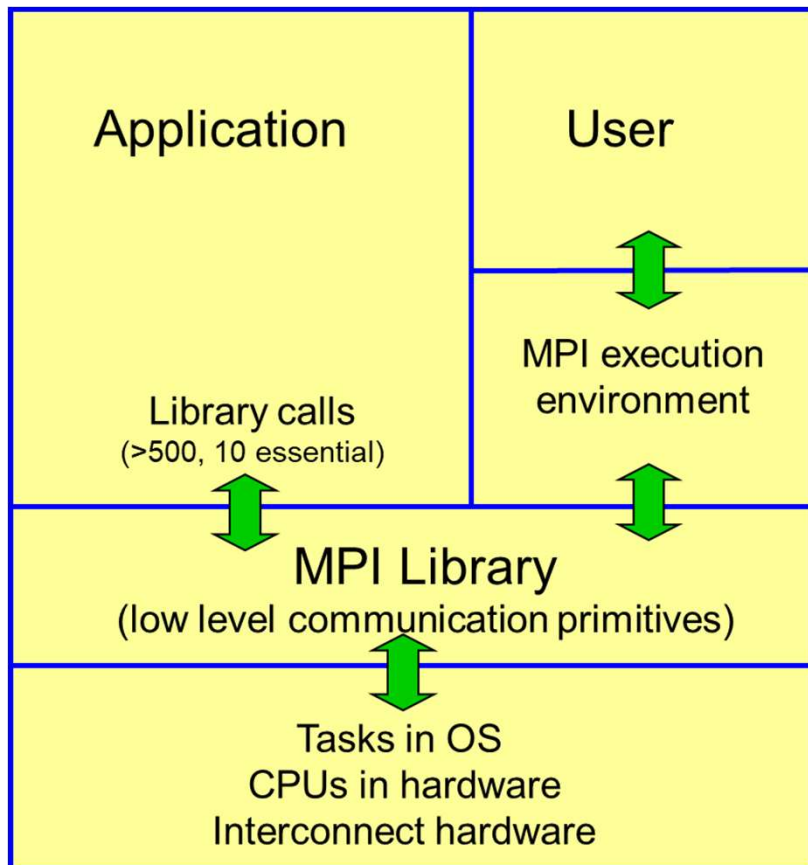 Application
User
MPI execution
environment
Library calls
(>500, 10 essential)
MPI Library
(low level communication primitives)
Tasks in OS
CPUs in hardware
Interconnect hardware